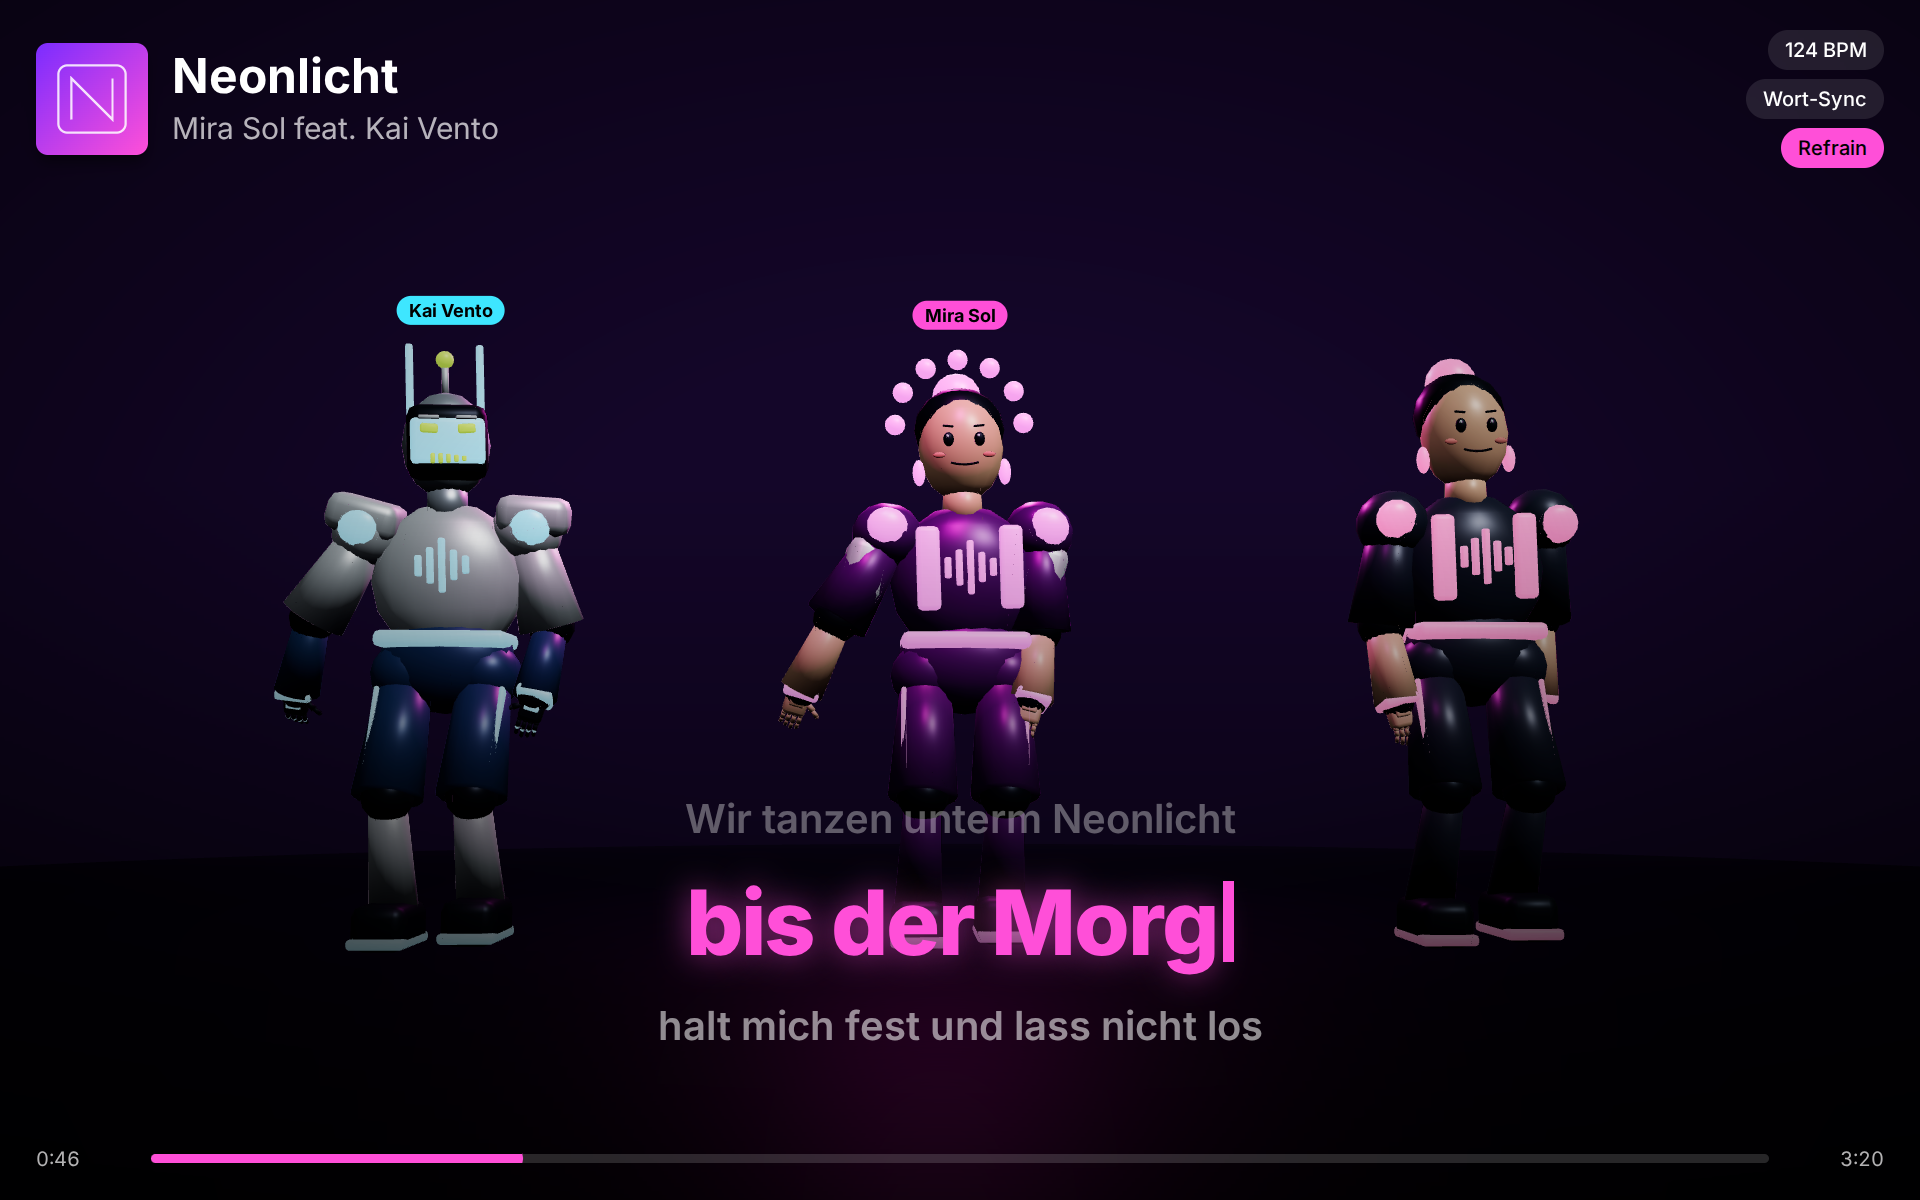 N
Neonlicht
Mira Sol feat. Kai Vento
124 BPM
Wort-Sync
Refrain
Kai Vento
Mira Sol
Wir tanzen unterm Neonlicht
bis der Morg
halt mich fest und lass nicht los
0:46
3:20